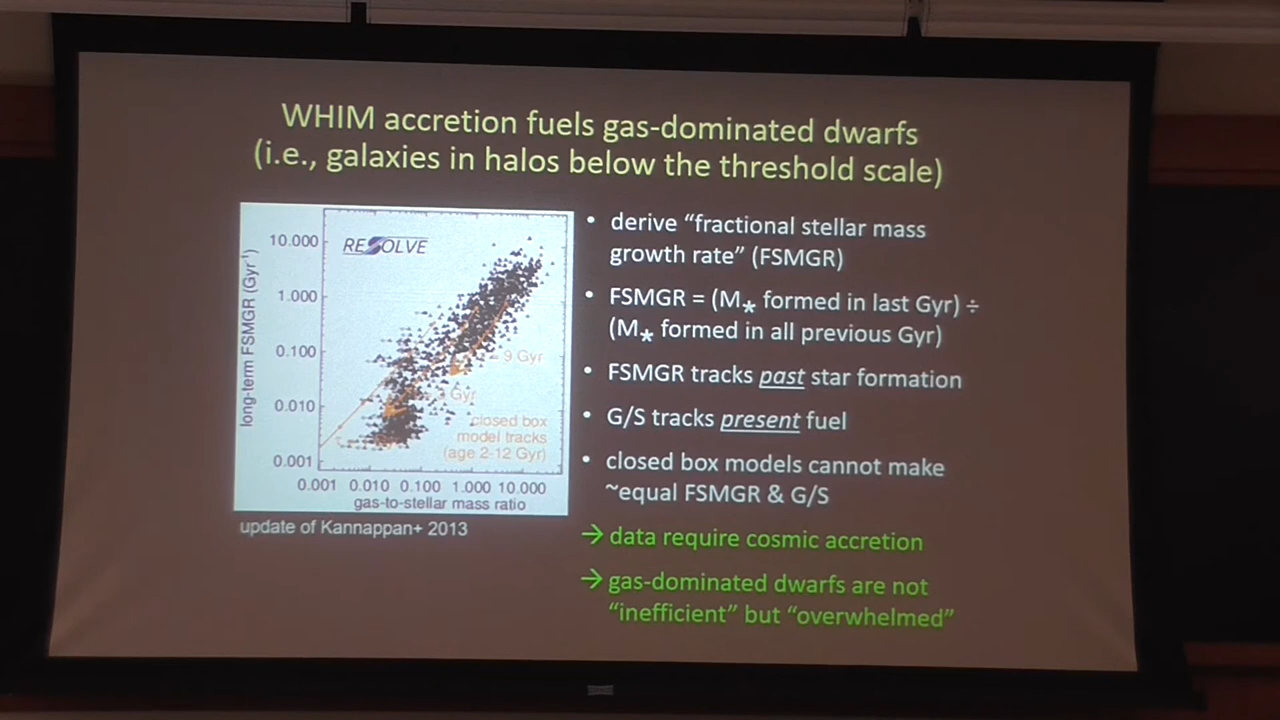 WHIM accretion fuels gas-dominated dwarfs
(i.e., galaxies in halos below the threshold scale)
RESOLVE
long-term FSMGR (Gyr⁻¹)
10.000
1.000
0.100
0.010
0.001
9 Gyr
Gyr
closed box
model tracks
(age 2-12 Gyr)
0.001 0.010 0.100 1.000 10.000
gas-to-stellar mass ratio
update of Kannappan+ 2013
• derive “fractional stellar mass
growth rate” (FSMGR)
• FSMGR = (M★ formed in last Gyr) ÷
(M★ formed in all previous Gyr)
• FSMGR tracks past star formation
• G/S tracks present fuel
• closed box models cannot make
~equal FSMGR & G/S
→ data require cosmic accretion
→ gas-dominated dwarfs are not
“inefficient” but “overwhelmed”